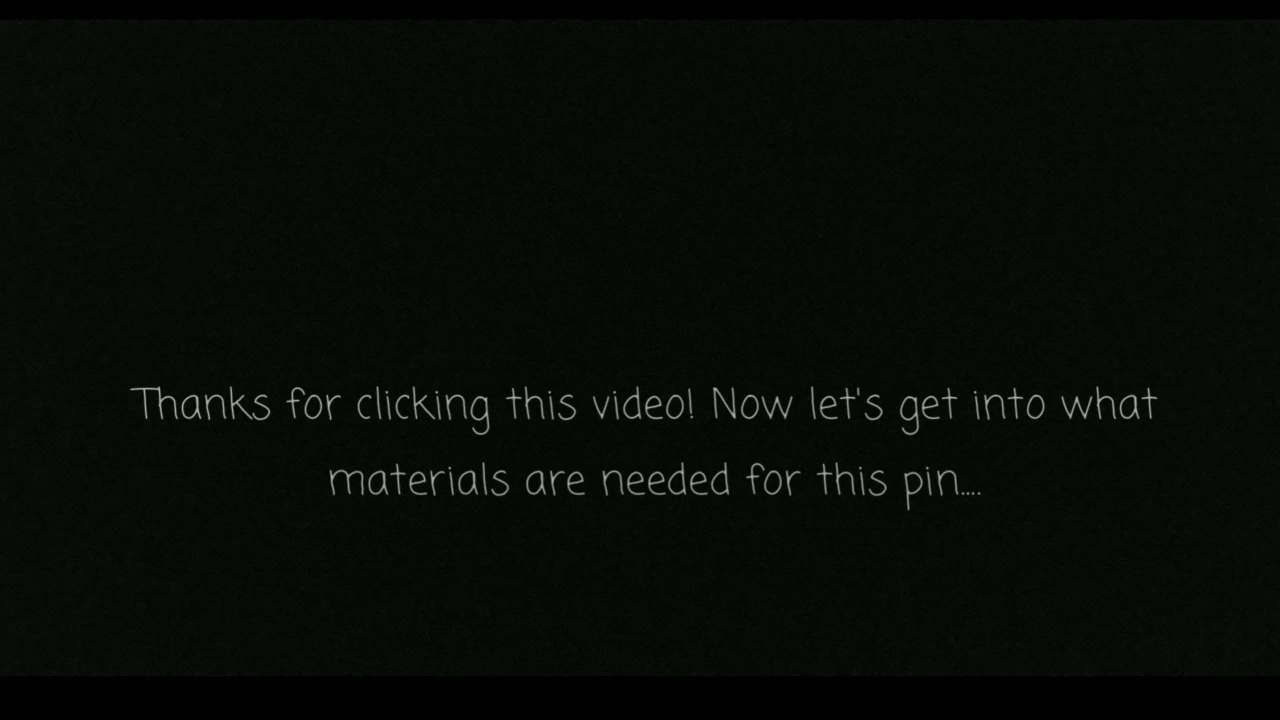 Thanks for clicking this video! Now let's get into what
materials are needed for this pin....